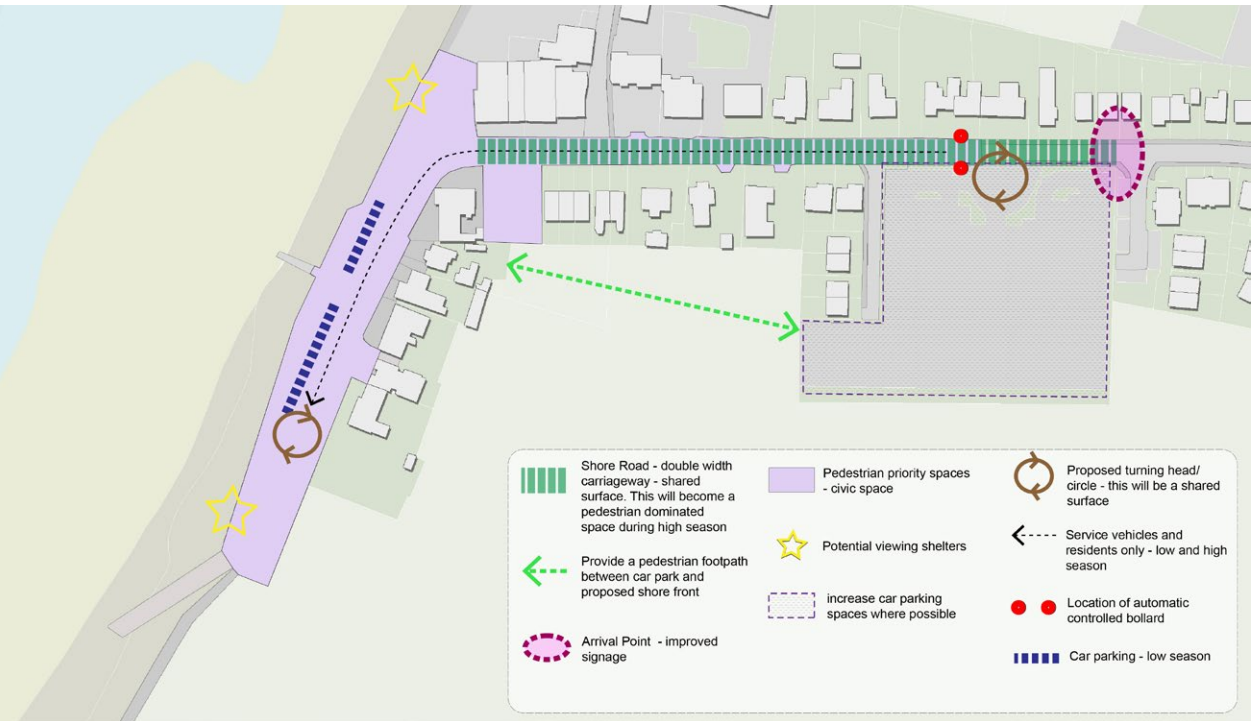 Shore Road - double width
carriageway - shared
surface. This will become a
pedestrian dominated
space during high season
Provide a pedestrian footpath
between car park and
proposed shore front
Arrival Point - improved
signage
Pedestrian priority spaces
- civic space
Potential viewing shelters
increase car parking
spaces where possible
Proposed turning head/
circle - this will be a shared
surface
Service vehicles and
residents only - low and high
season
Location of automatic
controlled bollard
Car parking - low season